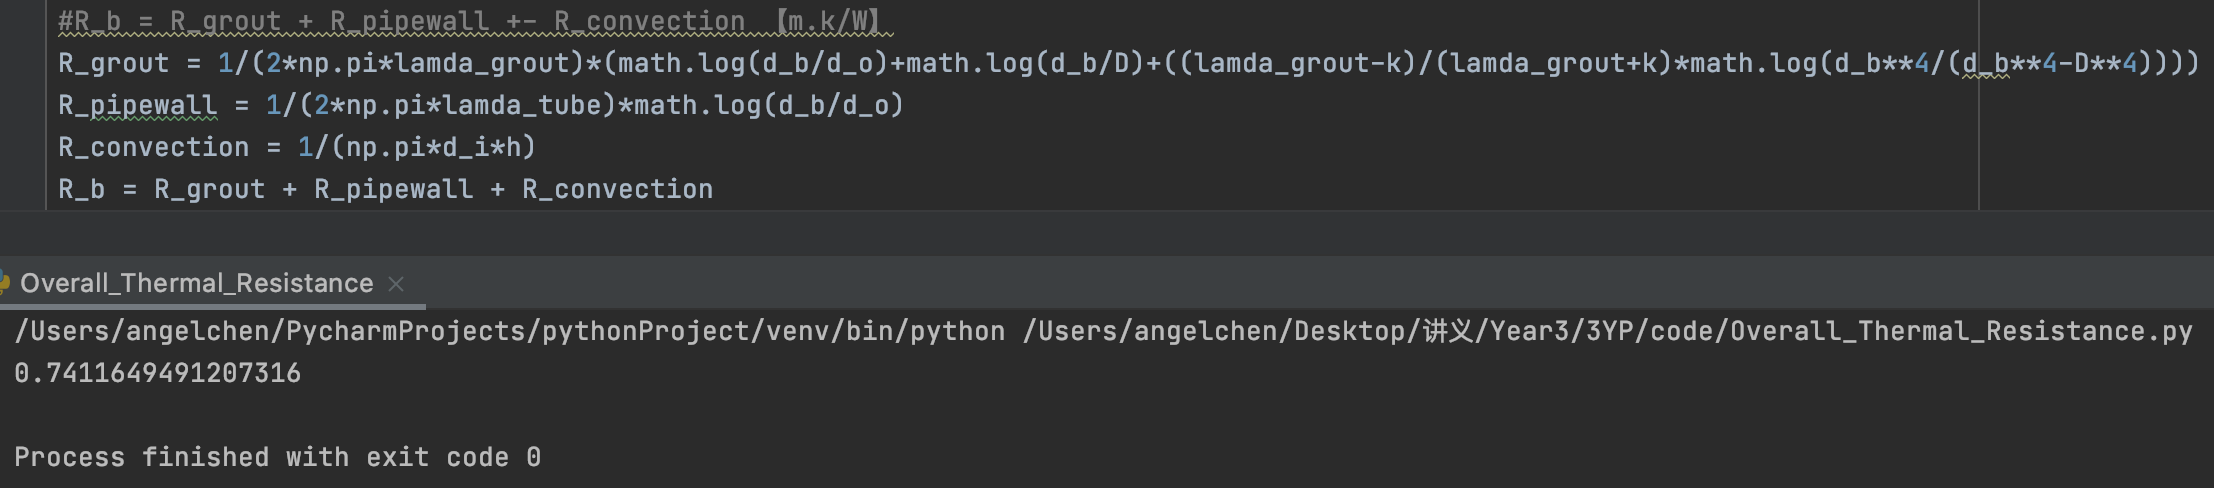 #R_b = R_grout + R_pipewall +- R_convection 【m.k/W】
R_grout = 1/(2*np.pi*lamda_grout)*(math.log(d_b/d_o)+math.log(d_b/D)+((lamda_grout-k)/(lamda_grout+k)*math.log(d_b**4/(d_b**4-D**4))))
R_pipewall = 1/(2*np.pi*lamda_tube)*math.log(d_b/d_o)
R_convection = 1/(np.pi*d_i*h)
R_b = R_grout + R_pipewall + R_convection
Overall_Thermal_Resistance ×
/Users/angelchen/PycharmProjects/pythonProject/venv/bin/python /Users/angelchen/Desktop/讲义/Year3/3YP/code/Overall_Thermal_Resistance.py
0.7411649491207316
Process finished with exit code 0